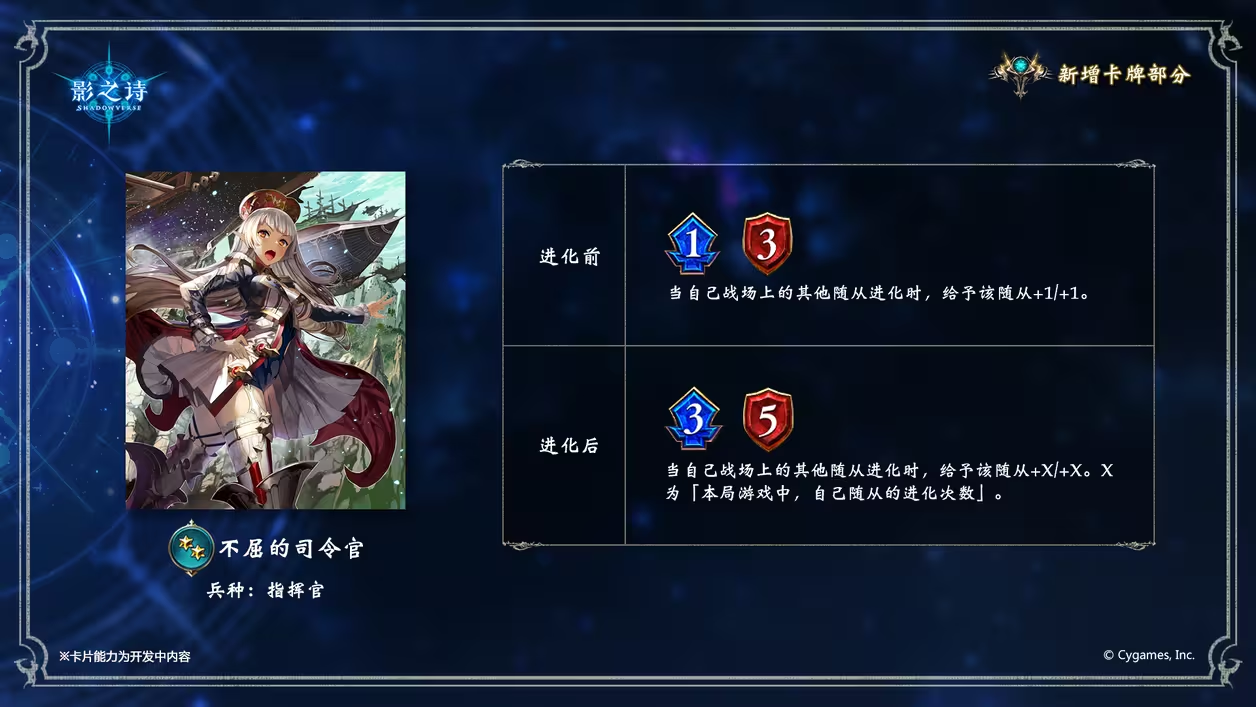 影之诗
SHADOWVERSE
新增卡牌部分
进化前
1 3
当自己战场上的其他随从进化时，给予该随从+1/+1。
进化后
3 5
当自己战场上的其他随从进化时，给予该随从+X/+X。X
为「本局游戏中，自己随从的进化次数」。
不屈的司令官
兵种：指挥官
※卡片能力为开发中内容
© Cygames, Inc.